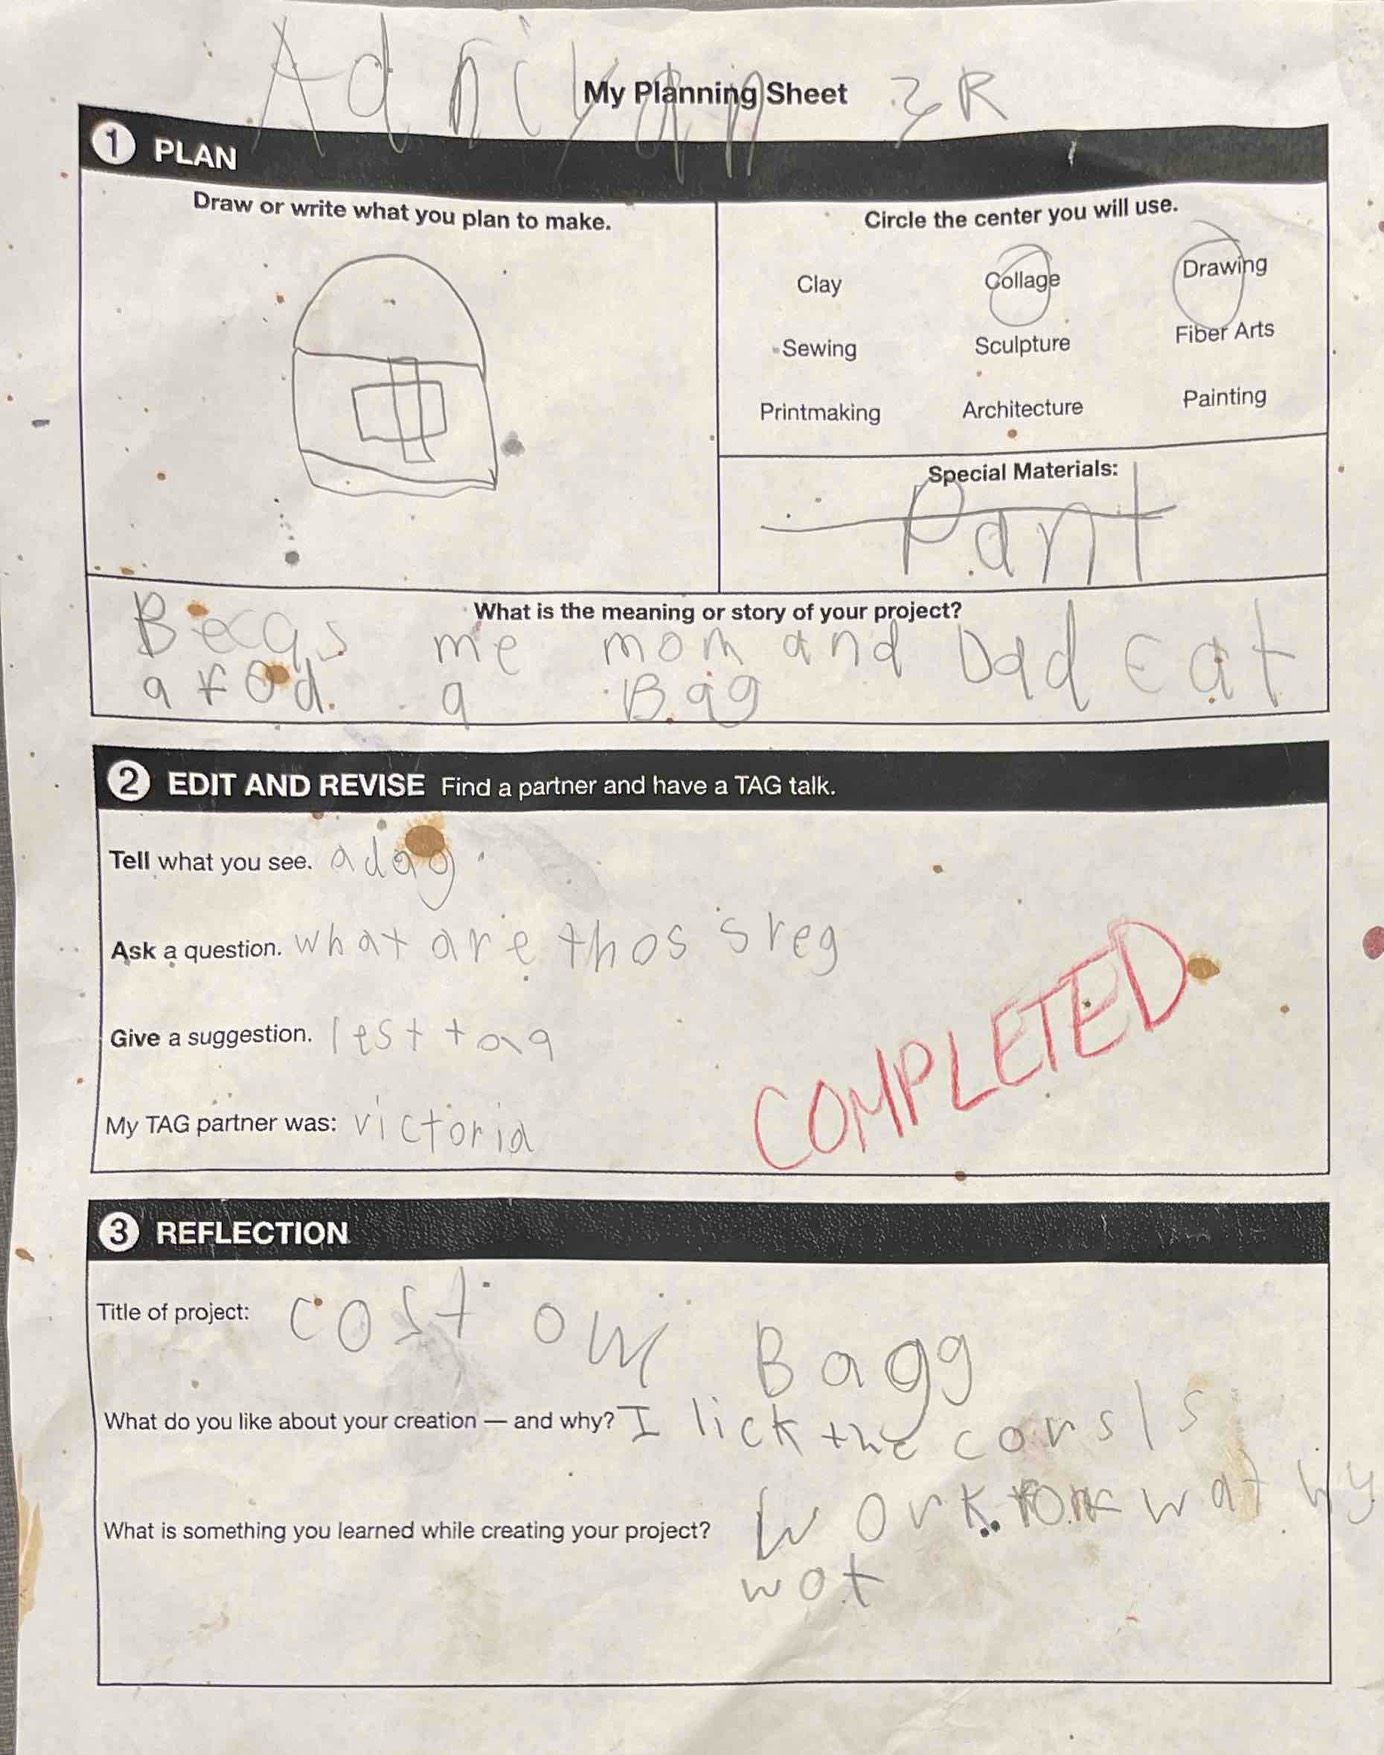 Adniyan 3R
My Planning Sheet
1 PLAN
Draw or write what you plan to make.
Circle the center you will use.
Clay Collage Drawing
Sewing Sculpture Fiber Arts
Printmaking Architecture Painting
Special Materials:
Pant
What is the meaning or story of your project?
Becas me mom and Dad Eat
a fod. a Bag
2 EDIT AND REVISE Find a partner and have a TAG talk.
Tell what you see. a dag
Ask a question. what are thos sreg
Give a suggestion. lest tag
My TAG partner was: victoria
COMPLETED
3 REFLECTION
Title of project: cost om Bagg
What do you like about your creation — and why? I lick the corsls
What is something you learned while creating your project? Work wat hy
wot